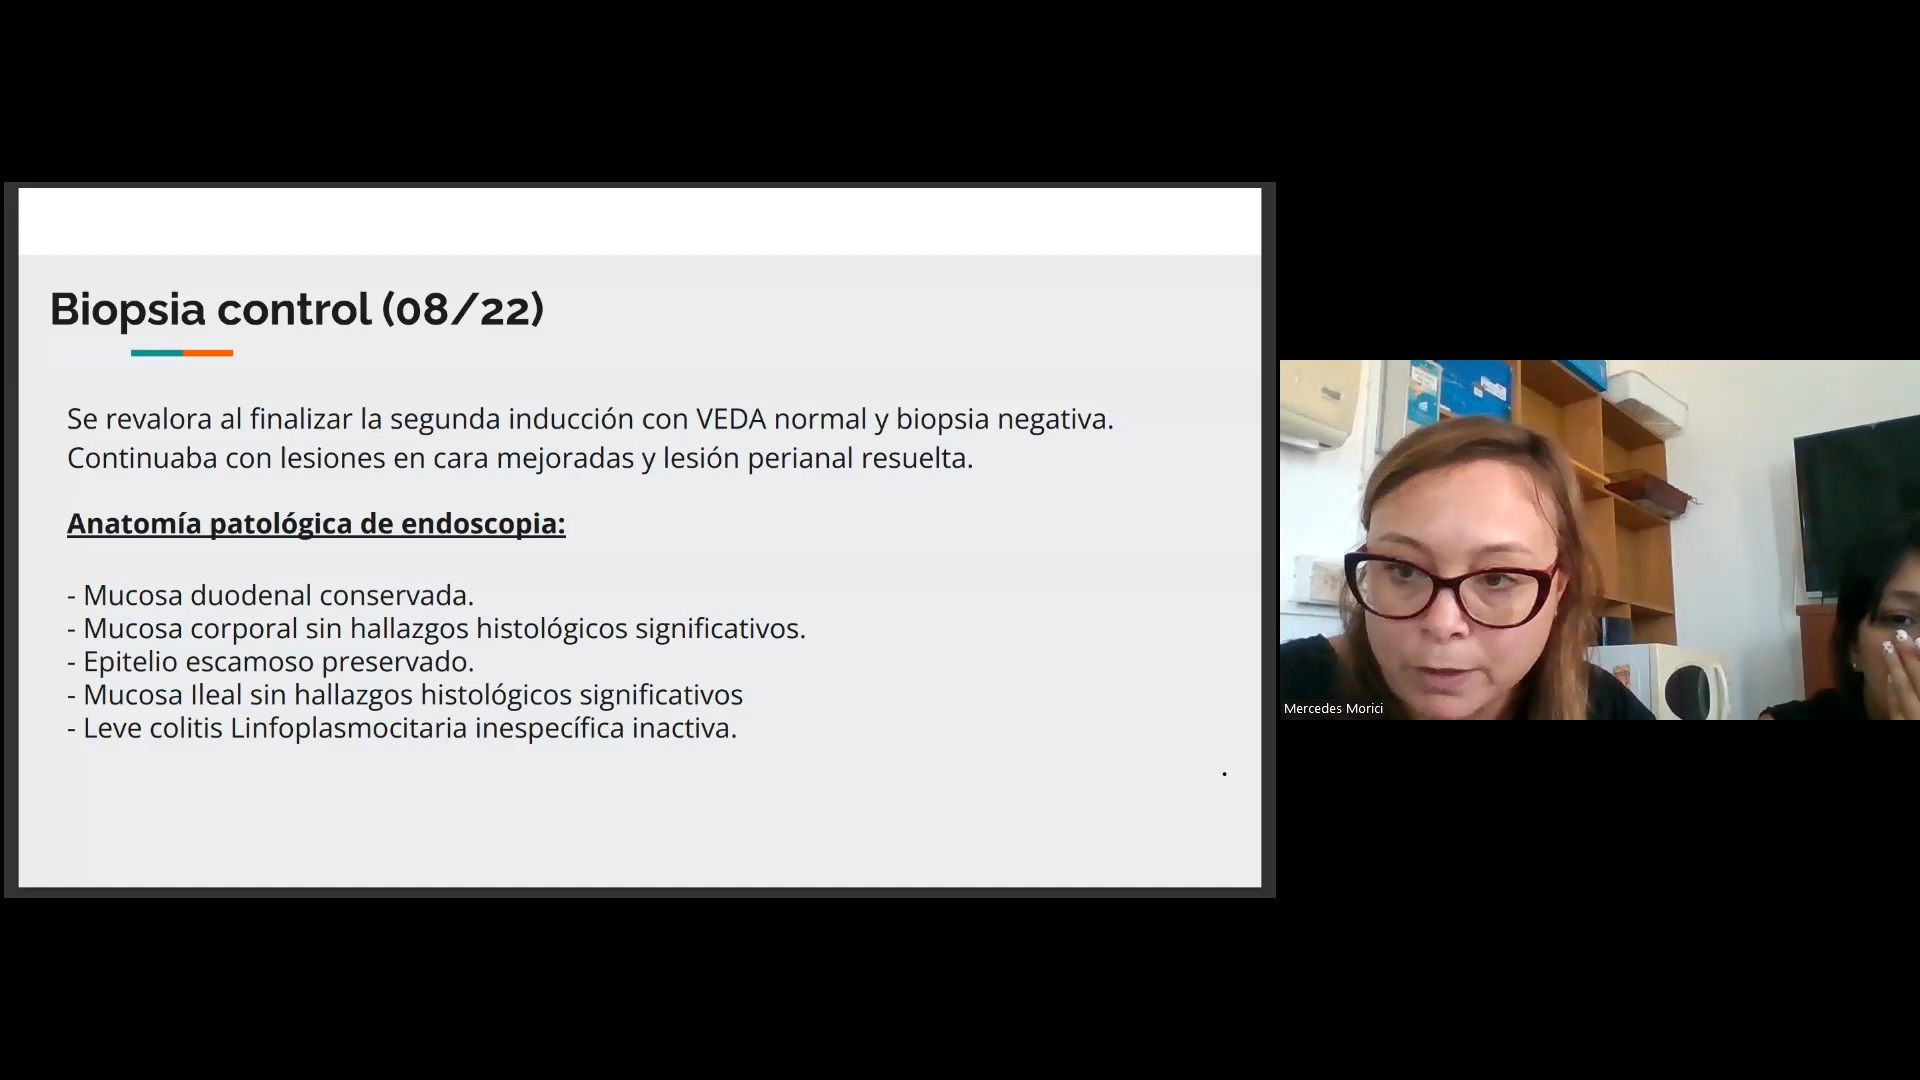 Biopsia control (08/22)
Se revalora al finalizar la segunda inducción con VEDA normal y biopsia negativa.
Continuaba con lesiones en cara mejoradas y lesión perianal resuelta.
Anatomía patológica de endoscopia:
- Mucosa duodenal conservada.
- Mucosa corporal sin hallazgos histológicos significativos.
- Epitelio escamoso preservado.
- Mucosa Ileal sin hallazgos histológicos significativos
- Leve colitis Linfoplasmocitaria inespecífica inactiva.
.
Mercedes Morici